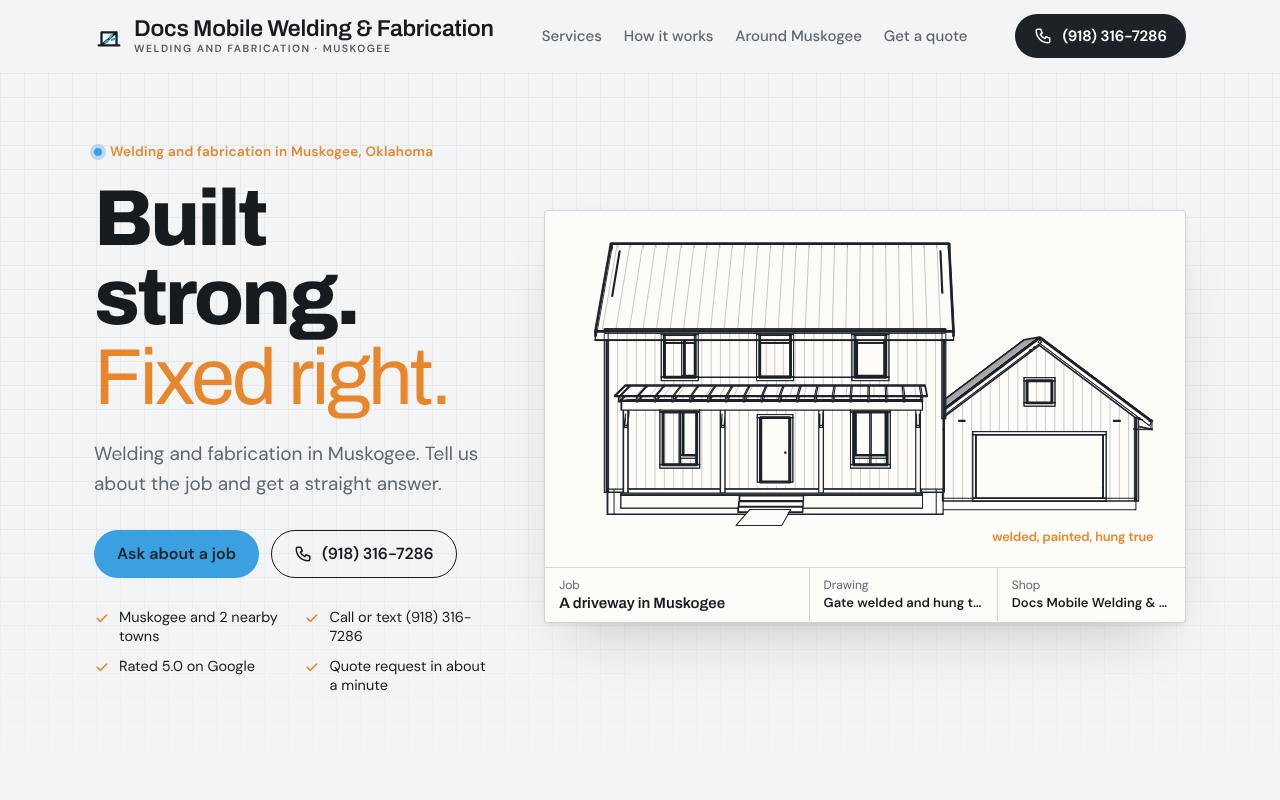 Docs Mobile Welding & Fabrication
WELDING AND FABRICATION · MUSKOGEE
Services
How it works
Around Muskogee
Get a quote
(918) 316-7286
Welding and fabrication in Muskogee, Oklahoma
Built
strong.
Fixed right.
Welding and fabrication in Muskogee. Tell us
about the job and get a straight answer.
Ask about a job
(918) 316-7286
Muskogee and 2 nearby
towns
Call or text (918) 316-
7286
Rated 5.0 on Google
Quote request in about
a minute
welded, painted, hung true
Job
A driveway in Muskogee
Drawing
Gate welded and hung t…
Shop
Docs Mobile Welding & …